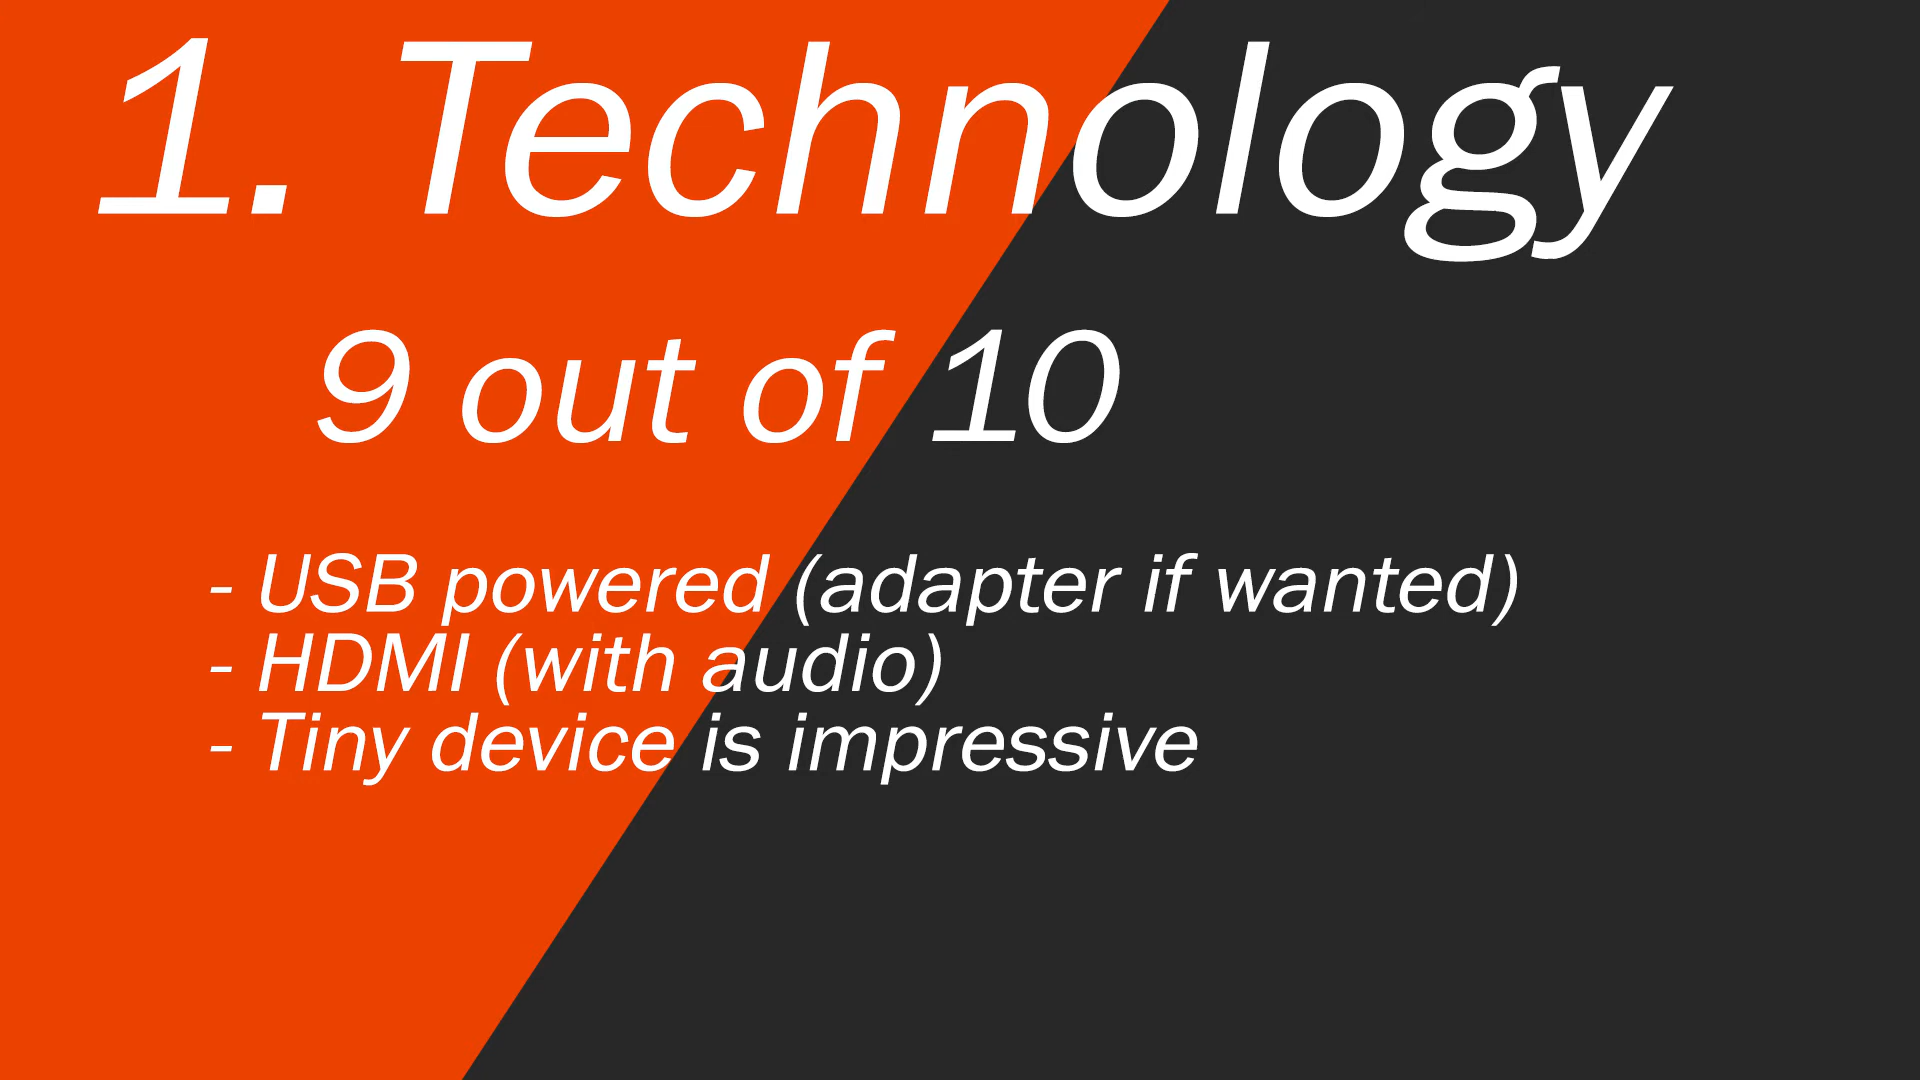 1. Technology
9 out of 10
- USB powered (adapter if wanted)
- HDMI (with audio)
- Tiny device is impressive